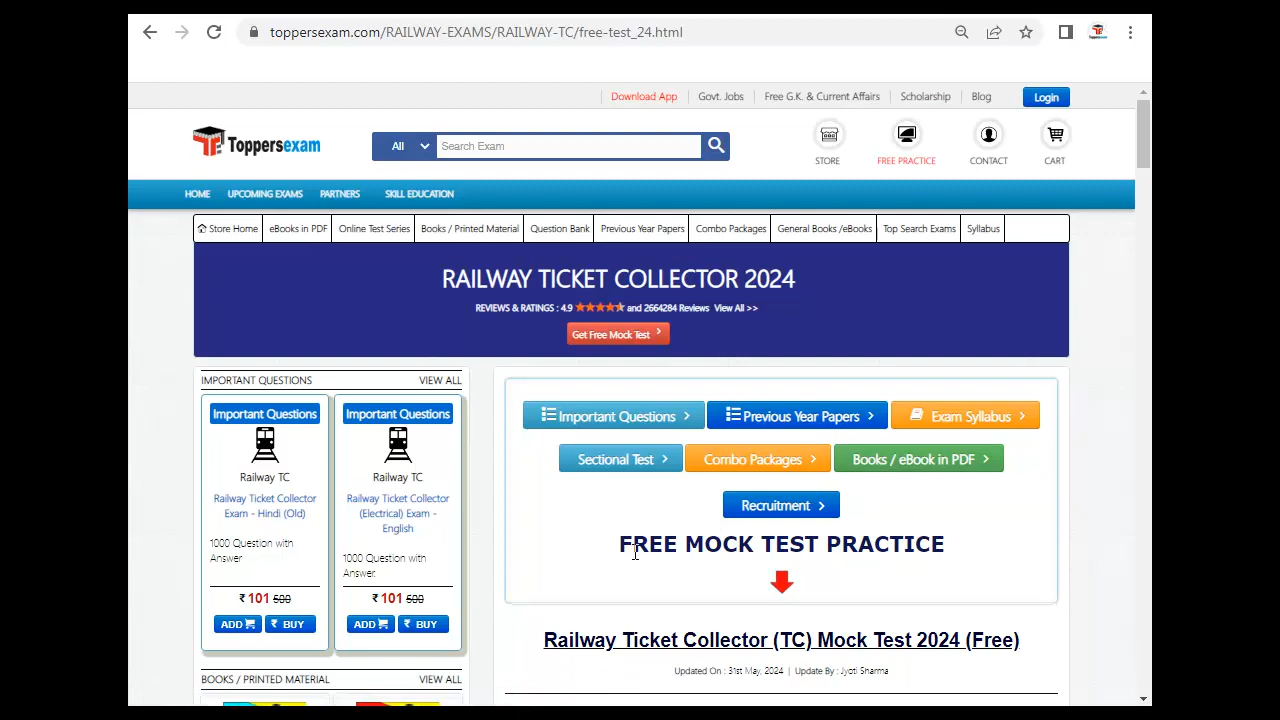 toppersexam.com/RAILWAY-EXAMS/RAILWAY-TC/free-test_24.html
Download App Govt. Jobs Free G.K. & Current Affairs Scholarship Blog Login
Toppersexam
All Search Exam
STORE FREE PRACTICE CONTACT CART
HOME UPCOMING EXAMS PARTNERS SKILL EDUCATION
Store Home eBooks in PDF Online Test Series Books / Printed Material Question Bank Previous Year Papers Combo Packages General Books /eBooks Top Search Exams Syllabus
RAILWAY TICKET COLLECTOR 2024
REVIEWS & RATINGS : 4.9 and 2664284 Reviews View All >>
Get Free Mock Test
IMPORTANT QUESTIONS VIEW ALL
Important Questions
Railway TC
Railway Ticket Collector
Exam - Hindi (Old)
1000 Question with
Answer
₹ 101 500
ADD ₹ BUY
Important Questions
Railway TC
Railway Ticket Collector
(Electrical) Exam -
English
1000 Question with
Answer.
₹ 101 500
ADD ₹ BUY
BOOKS / PRINTED MATERIAL VIEW ALL
Important Questions Previous Year Papers Exam Syllabus
Sectional Test Combo Packages Books / eBook in PDF
Recruitment
FREE MOCK TEST PRACTICE
Railway Ticket Collector (TC) Mock Test 2024 (Free)
Updated On : 31st May, 2024 | Update By : Jyoti Sharma